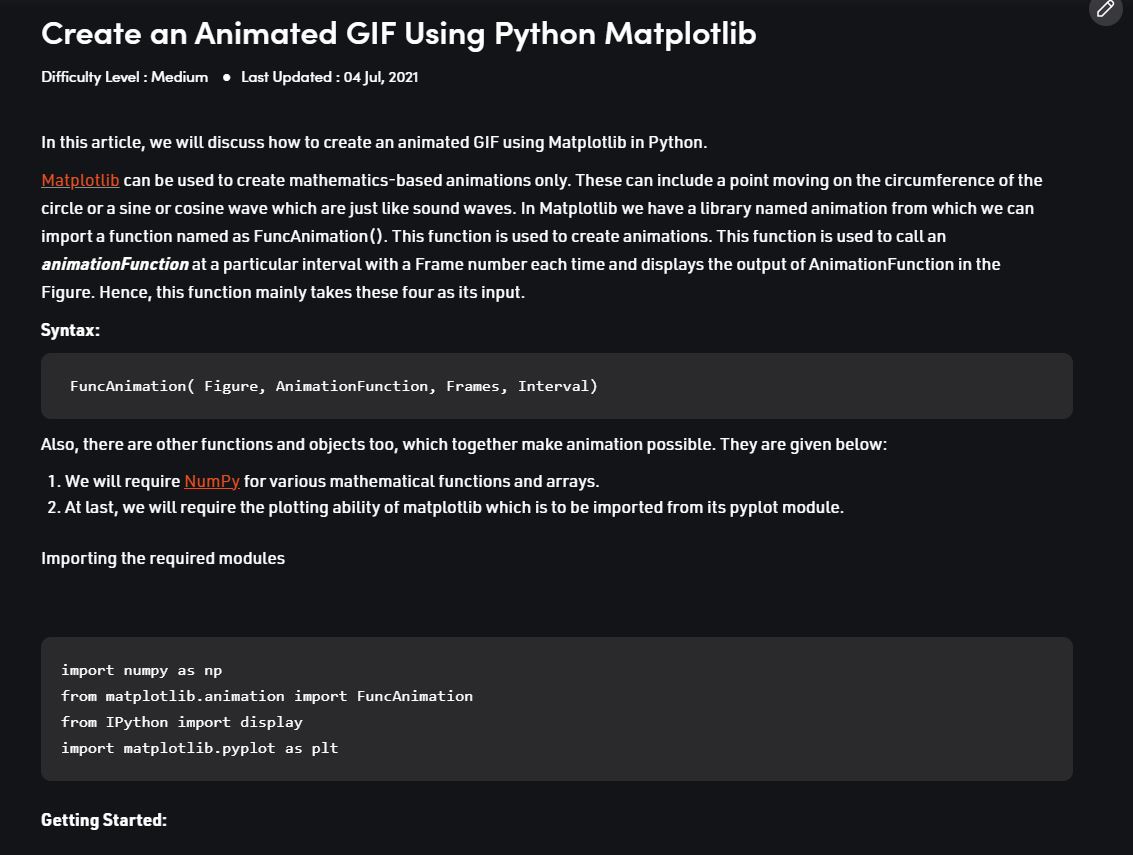 Create an Animated GIF Using Python Matplotlib
Difficulty Level : Medium ● Last Updated : 04 Jul, 2021
In this article, we will discuss how to create an animated GIF using Matplotlib in Python.
Matplotlib can be used to create mathematics-based animations only. These can include a point moving on the circumference of the
circle or a sine or cosine wave which are just like sound waves. In Matplotlib we have a library named animation from which we can
import a function named as FuncAnimation(). This function is used to create animations. This function is used to call an
animationFunction at a particular interval with a Frame number each time and displays the output of AnimationFunction in the
Figure. Hence, this function mainly takes these four as its input.
Syntax:
FuncAnimation( Figure, AnimationFunction, Frames, Interval)
Also, there are other functions and objects too, which together make animation possible. They are given below:
1. We will require NumPy for various mathematical functions and arrays.
2. At last, we will require the plotting ability of matplotlib which is to be imported from its pyplot module.
Importing the required modules
import numpy as np
from matplotlib.animation import FuncAnimation
from IPython import display
import matplotlib.pyplot as plt
Getting Started: